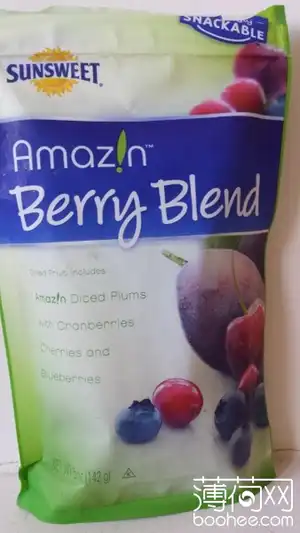 SNACKABLE
SUNSWEET
Amaz!n™
Berry Blend
Dried Fruit Includes
Amaz!n Diced Plums
with Cranberries
Cherries and
Blueberries
(142 g)
薄荷网
boohee.com